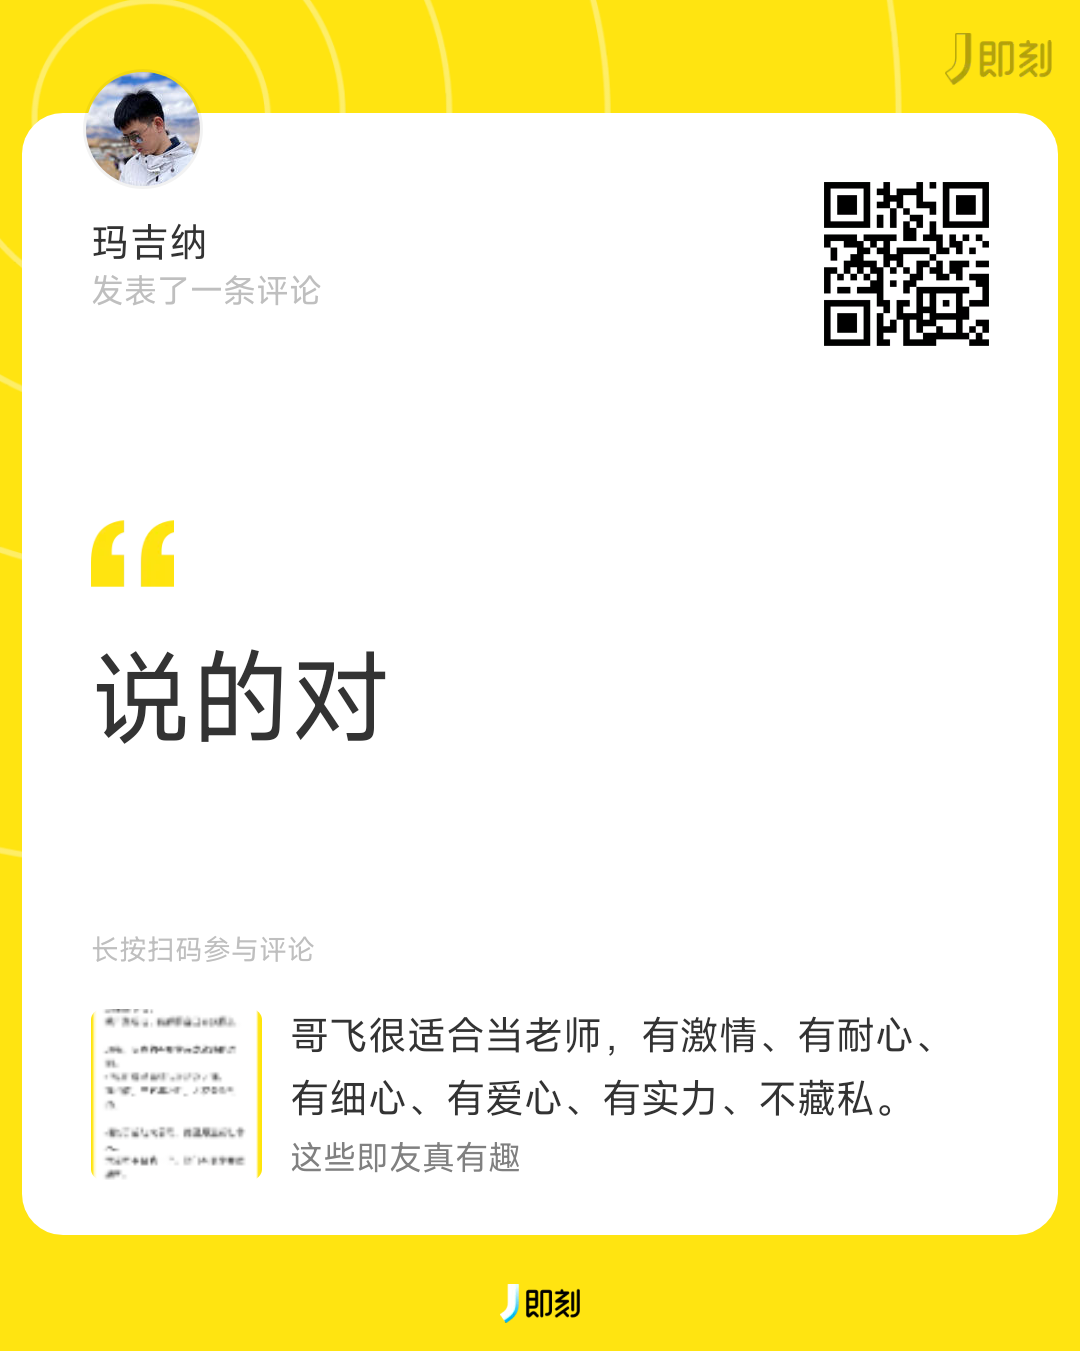 即刻
玛吉纳
发表了一条评论
说的对
长按扫码参与评论
哥飞很适合当老师，有激情、有耐心、
有细心、有爱心、有实力、不藏私。
这些即友真有趣
即刻